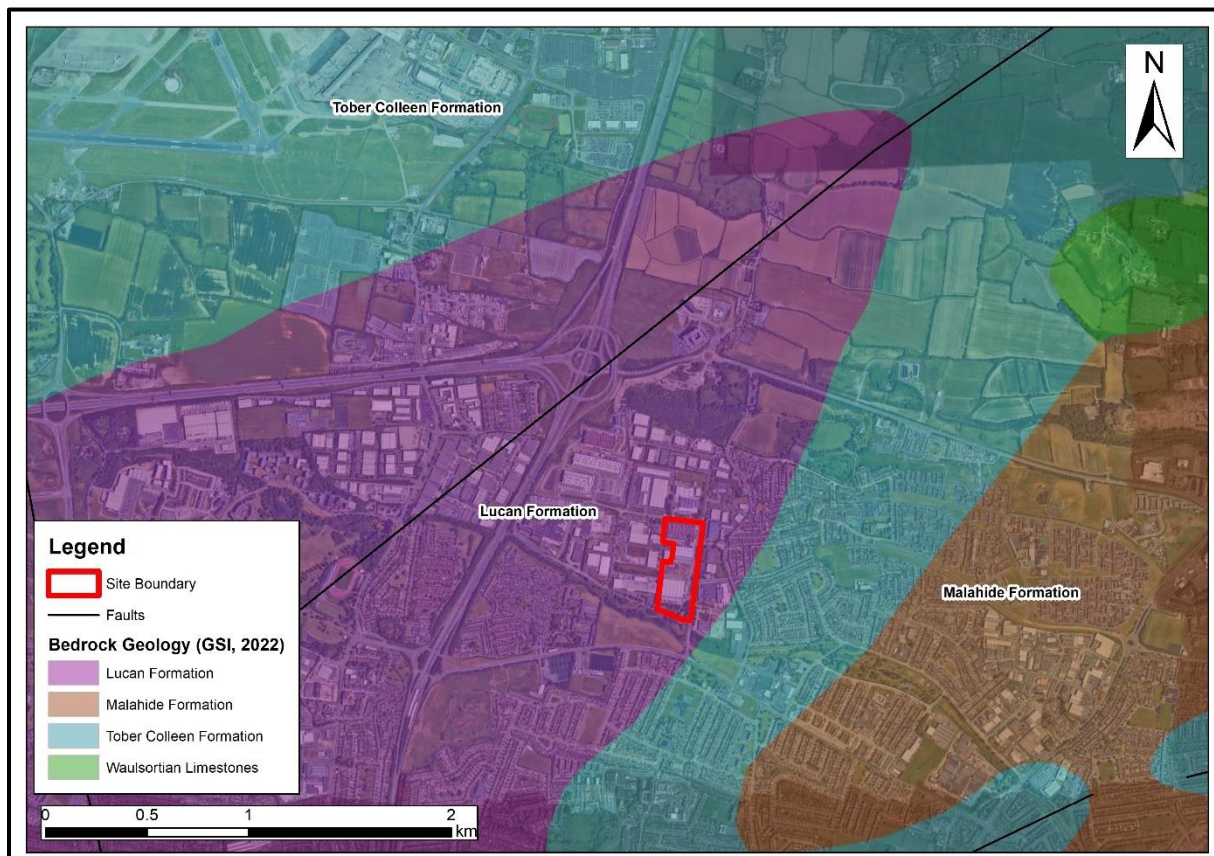 N
Tober Colleen Formation
Lucan Formation
Malahide Formation
Legend
Site Boundary
Faults
Bedrock Geology (GSI, 2022)
Lucan Formation
Malahide Formation
Tober Colleen Formation
Waulsortian Limestones
0 0.5 1 2
km